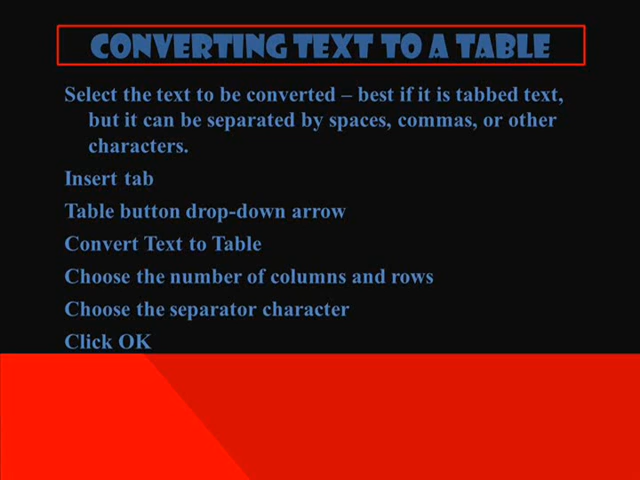 CONVERTING TEXT TO A TABLE
Select the text to be converted – best if it is tabbed text,
but it can be separated by spaces, commas, or other
characters.
Insert tab
Table button drop-down arrow
Convert Text to Table
Choose the number of columns and rows
Choose the separator character
Click OK